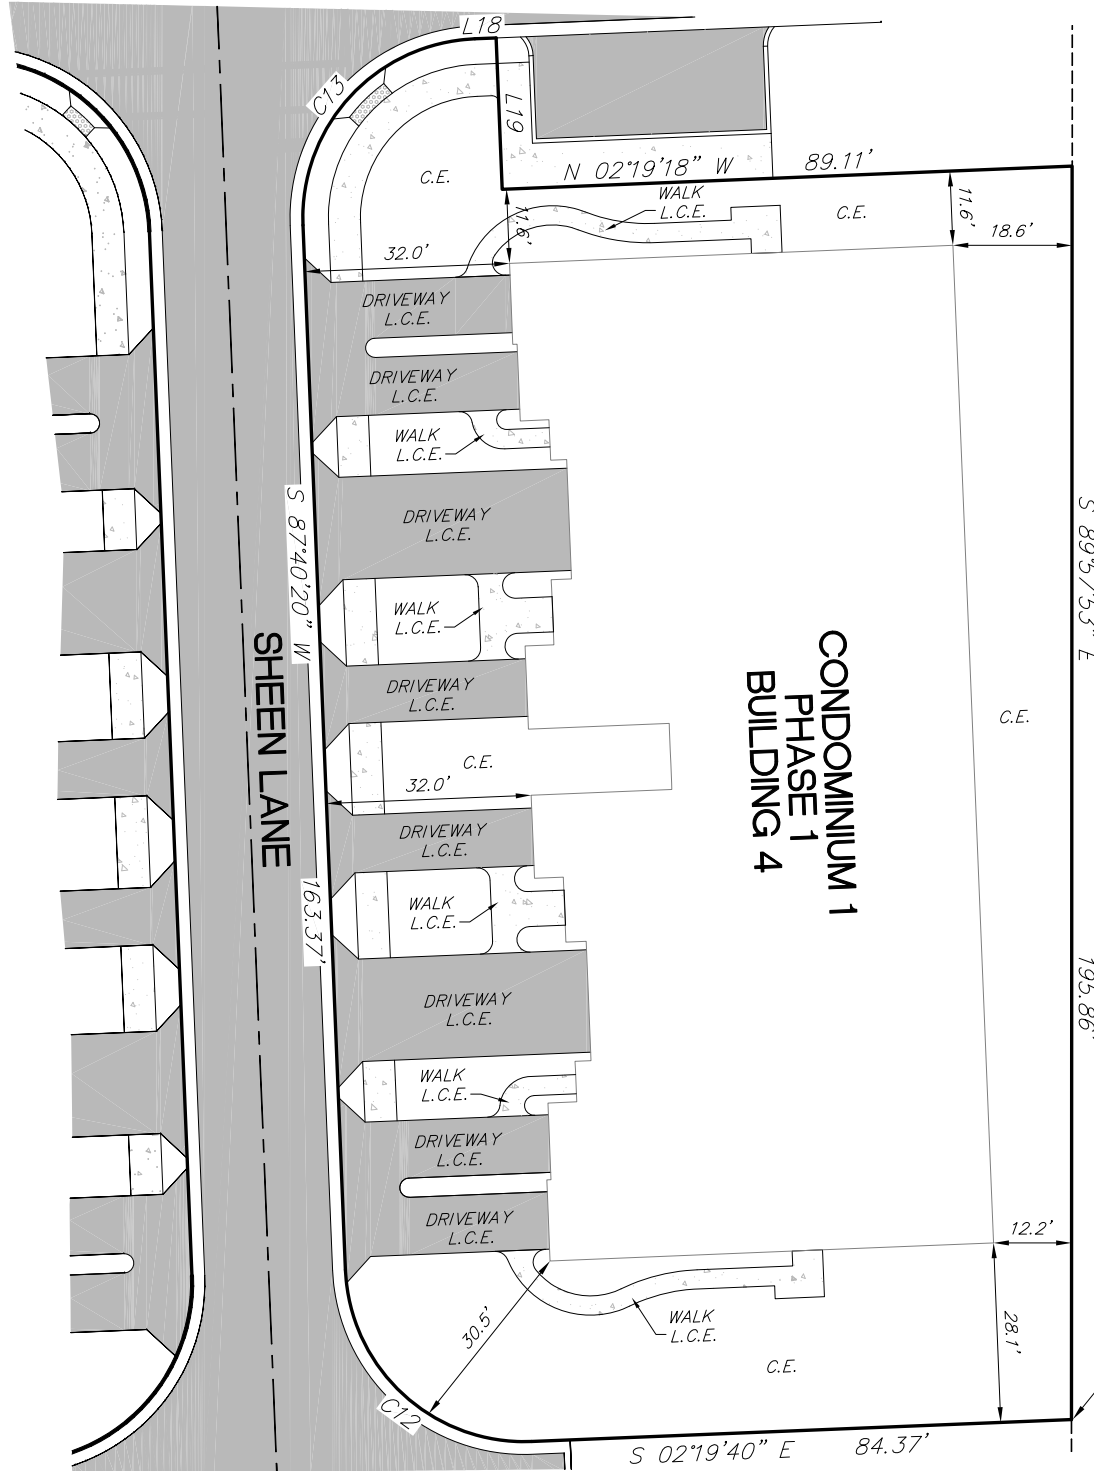 L18
C13
L19
N 02°19'18" W 89.11'
C.E.
WALK
L.C.E.
C.E.
11.6'
11.6'
18.6'
32.0'
DRIVEWAY
L.C.E.
DRIVEWAY
L.C.E.
WALK
L.C.E.
DRIVEWAY
L.C.E.
S 87°40'20" W
163.37'
S 89°57'53" E
195.86'
WALK
L.C.E.
SHEEN LANE
DRIVEWAY
L.C.E.
CONDOMINIUM 1
PHASE 1
BUILDING 4
C.E.
C.E.
32.0'
DRIVEWAY
L.C.E.
WALK
L.C.E.
DRIVEWAY
L.C.E.
WALK
L.C.E.
DRIVEWAY
L.C.E.
DRIVEWAY
L.C.E.
12.2'
30.5'
WALK
L.C.E.
28.1'
C.E.
C12
S 02°19'40" E 84.37'